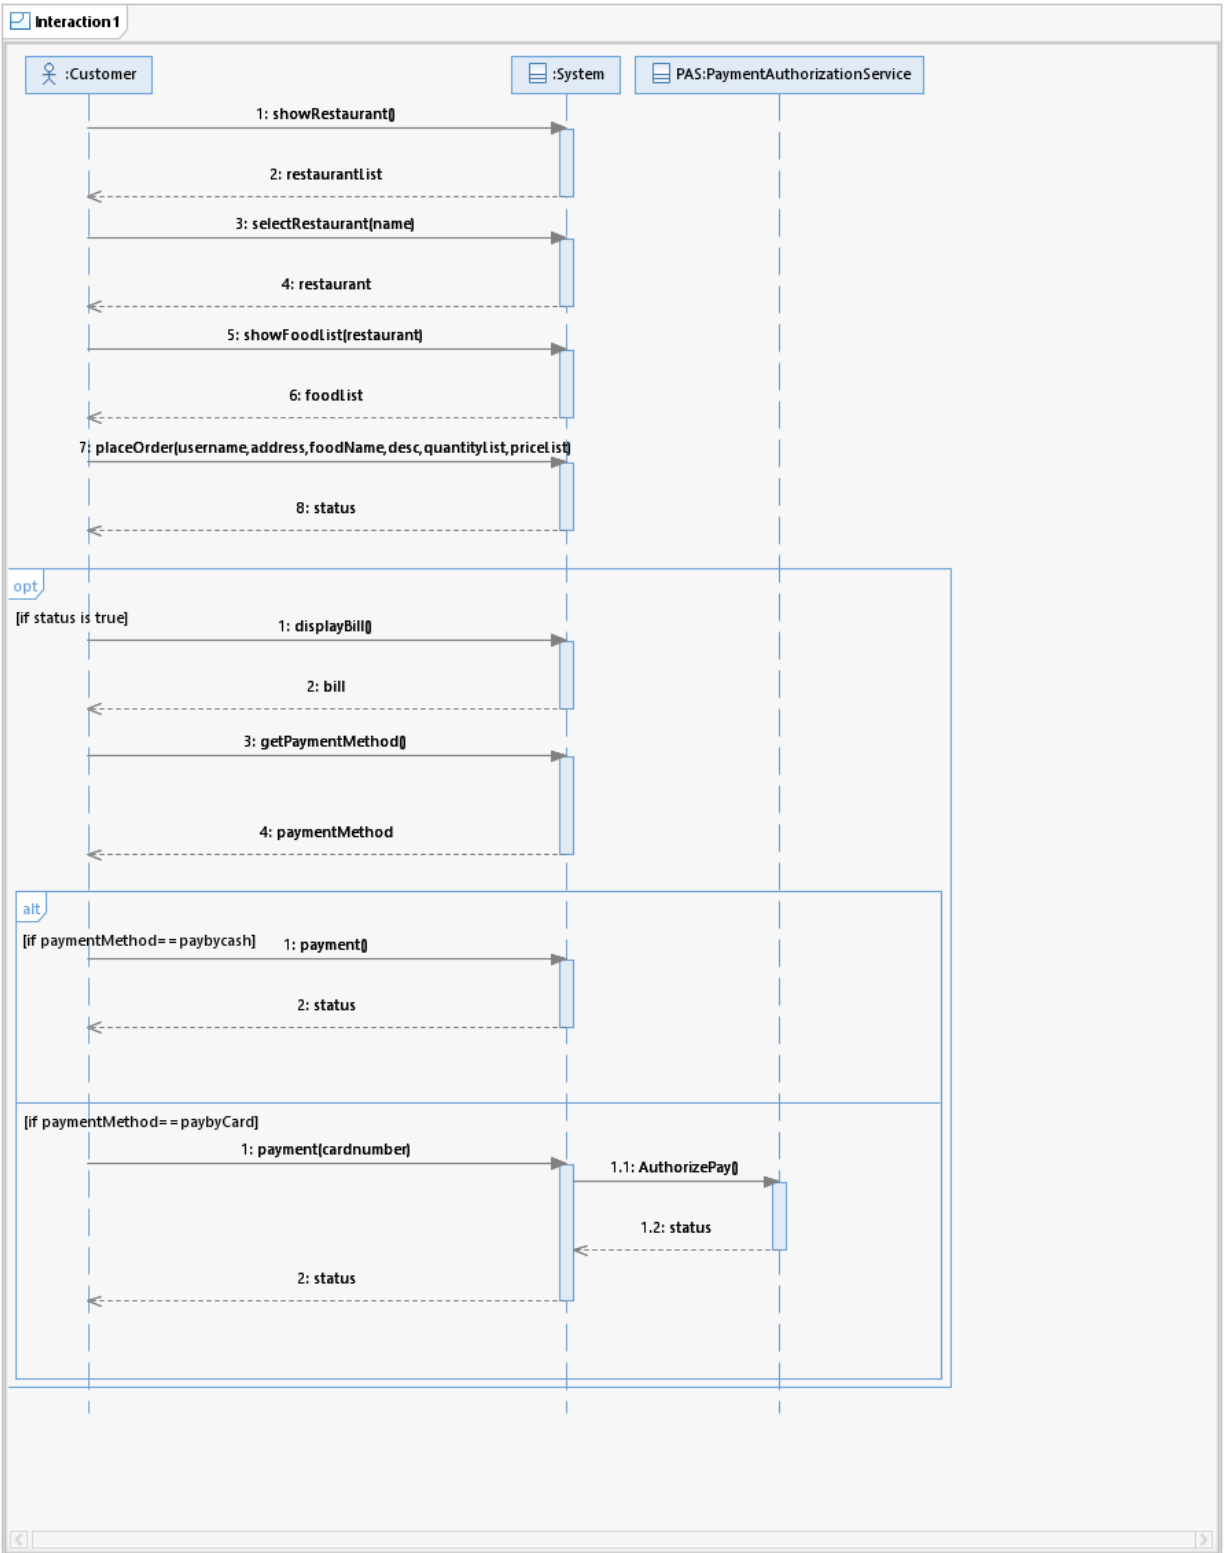 Interaction1
:Customer
:System
PAS:PaymentAuthorizationService
1: showRestaurant()
2: restaurantList
3: selectRestaurant(name)
4: restaurant
5: showFoodList(restaurant)
6: foodList
7: placeOrder(username,address,foodName,desc,quantityList,priceList)
8: status
opt
[if status is true]
1: displayBill()
2: bill
3: getPaymentMethod()
4: paymentMethod
alt
[if paymentMethod==paybycash]
1: payment()
2: status
[if paymentMethod==paybyCard]
1: payment(cardnumber)
1.1: AuthorizePay()
1.2: status
2: status